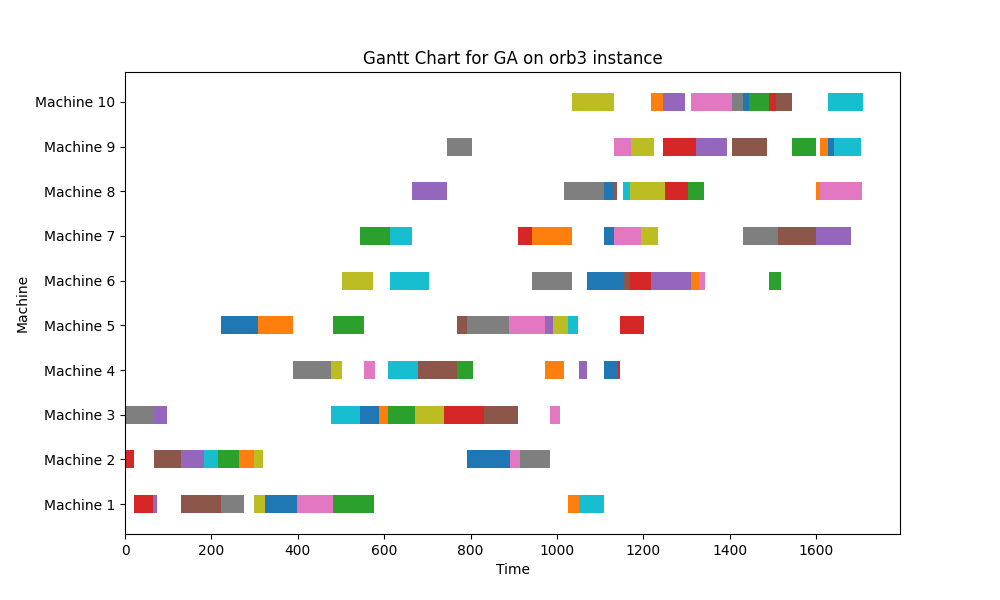 Gantt Chart for GA on orb3 instance
Machine 10
Machine 9
Machine 8
Machine 7
Machine 6
Machine 5
Machine 4
Machine 3
Machine 2
Machine 1
Machine
0 200 400 600 800 1000 1200 1400 1600
Time